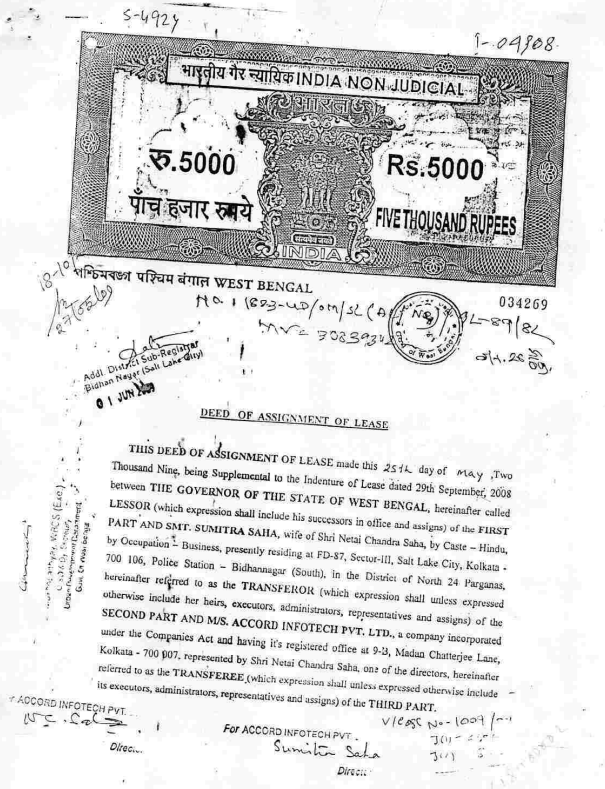 S-4924
I-04308
भारतीय गैर न्यायिक INDIA NON JUDICIAL
भारत
रु.5000
Rs.5000
पाँच हजार रुपये
FIVE THOUSAND RUPEES
सत्यमेव जयते
INDIA
পশ্চিমবঙ্গ पश्चिम बंगाल WEST BENGAL
034269
Addl. District Sub-Registrar
Bidhan Nagar (Salt Lake City)
01 JUN
DEED OF ASSIGNMENT OF LEASE
THIS DEED OF ASSIGNMENT OF LEASE made this 25th day of May, Two
Thousand Nine, being Supplemental to the Indenture of Lease dated 29th September, 2008
between THE GOVERNOR OF THE STATE OF WEST BENGAL, hereinafter called
LESSOR (which expression shall include his successors in office and assigns) of the FIRST
PART AND SMT. SUMITRA SAHA, wife of Shri Netai Chandra Saha, by Caste – Hindu,
by Occupation – Business, presently residing at FD-87, Sector-III, Salt Lake City, Kolkata -
700 106, Police Station – Bidhannagar (South), in the District of North 24 Parganas,
hereinafter referred to as the TRANSFEROR (which expression shall unless expressed
otherwise include her heirs, executors, administrators, representatives and assigns) of the
SECOND PART AND M/S. ACCORD INFOTECH PVT. LTD., a company incorporated
under the Companies Act and having it's registered office at 9-B, Madan Chatterjee Lane,
Kolkata - 700 007, represented by Shri Netai Chandra Saha, one of the directors, hereinafter
referred to as the TRANSFEREE (which expression shall unless expressed otherwise include
its executors, administrators, representatives and assigns) of the THIRD PART.
ACCORD INFOTECH PVT.
N.C. Saha
Direc...
For ACCORD INFOTECH PVT.
Sumitra Saha
Direc